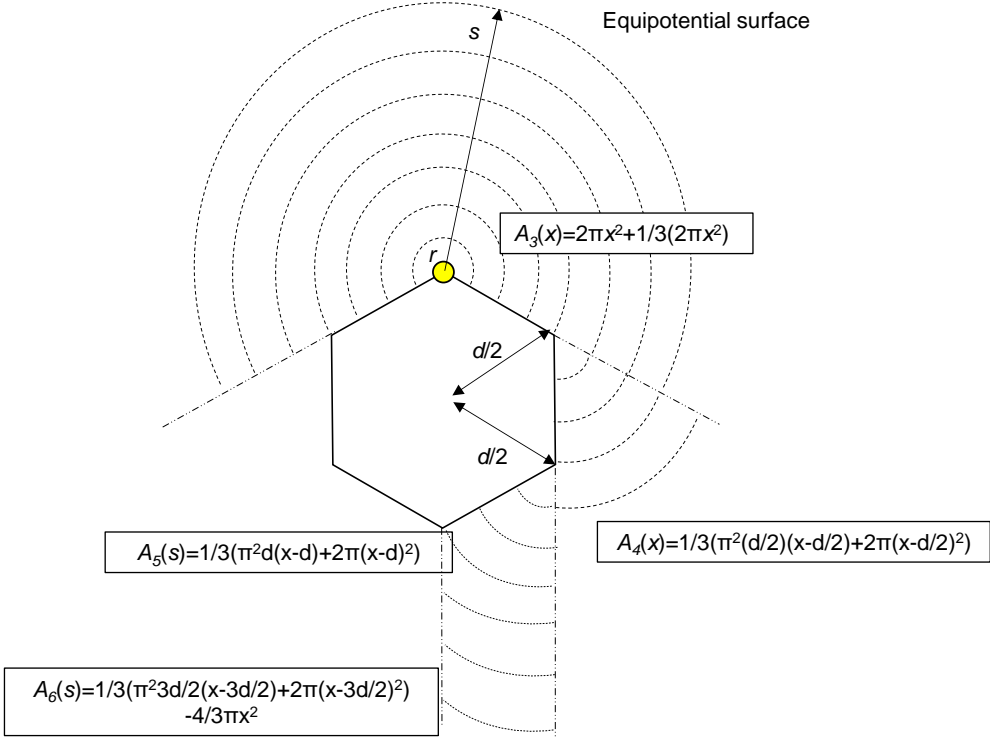 Equipotential surface
s
A₃(x)=2πx²+1/3(2πx²)
r
d/2
d/2
A₄(x)=1/3(π²(d/2)(x-d/2)+2π(x-d/2)²)
A₅(s)=1/3(π²d(x-d)+2π(x-d)²)
A₆(s)=1/3(π²3d/2(x-3d/2)+2π(x-3d/2)²)
-4/3πx²